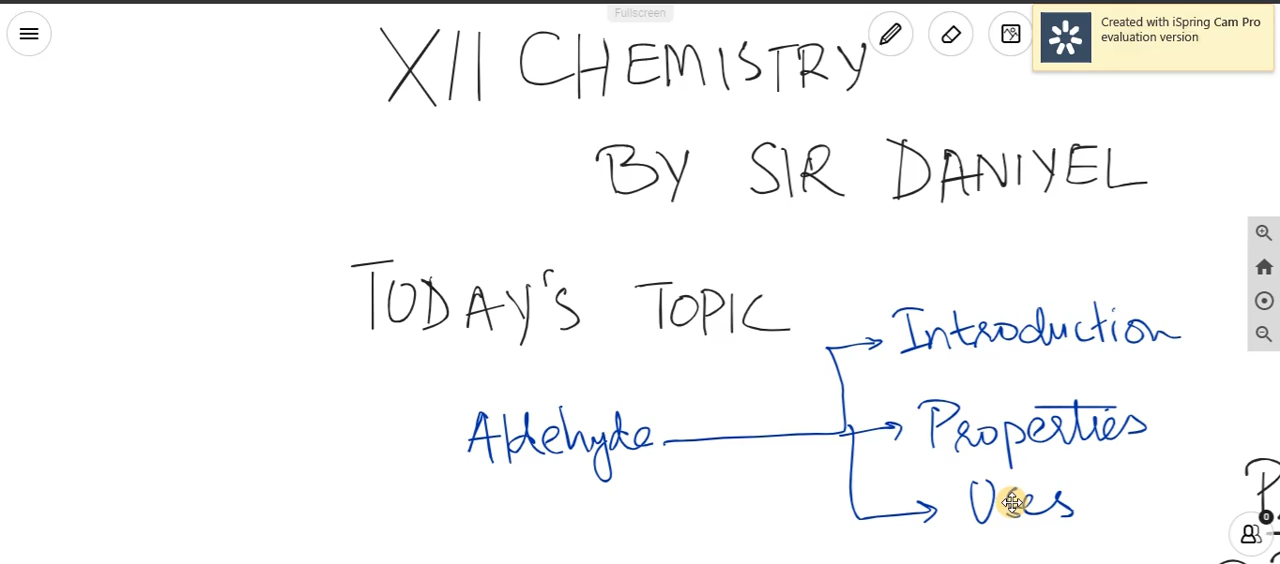 Fullscreen
Created with iSpring Cam Pro
evaluation version
XII CHEMISTRY
BY SIR DANIYEL
TODAY'S TOPIC
Introduction
Aldehyde
Properties
Uses
0